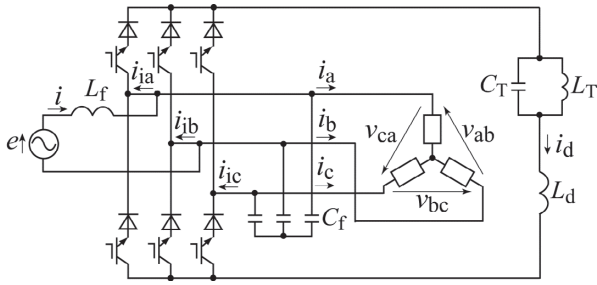 i_ia
i_a
C_T
L_T
i
L_f
i_ib
i_b
e
v_ca
v_ab
i_d
i_ic
i_c
C_f
v_bc
L_d